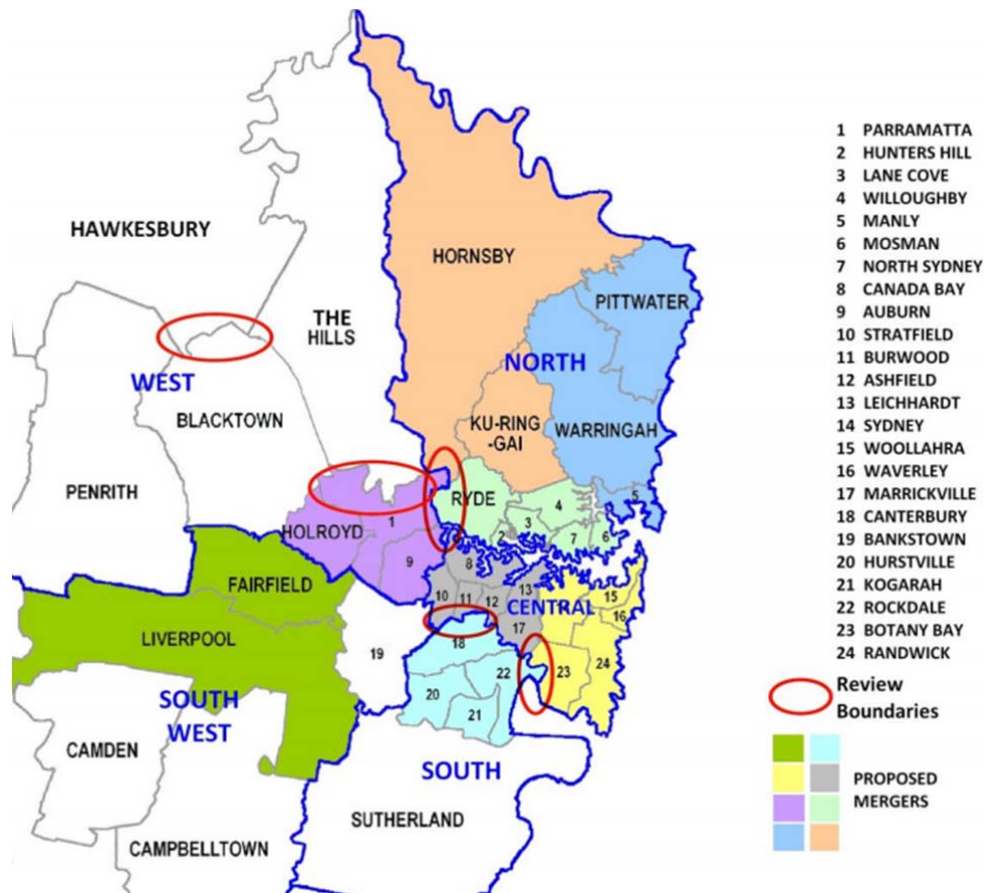 HAWKESBURY
HORNSBY
PITTWATER
THE
HILLS
NORTH
WEST
BLACKTOWN
KU-RING
-GAI
WARRINGAH
PENRITH
RYDE
5
4
HOLROYD
1
3
2
7
6
9
8
FAIRFIELD
10
11
12
13
15
CENTRAL
16
17
LIVERPOOL
18
19
23
24
22
20
21
SOUTH
WEST
CAMDEN
SOUTH
SUTHERLAND
CAMPBELLTOWN
1 PARRAMATTA
2 HUNTERS HILL
3 LANE COVE
4 WILLOUGHBY
5 MANLY
6 MOSMAN
7 NORTH SYDNEY
8 CANADA BAY
9 AUBURN
10 STRATFIELD
11 BURWOOD
12 ASHFIELD
13 LEICHHARDT
14 SYDNEY
15 WOOLLAHRA
16 WAVERLEY
17 MARRICKVILLE
18 CANTERBURY
19 BANKSTOWN
20 HURSTVILLE
21 KOGARAH
22 ROCKDALE
23 BOTANY BAY
24 RANDWICK
Review
Boundaries
PROPOSED
MERGERS